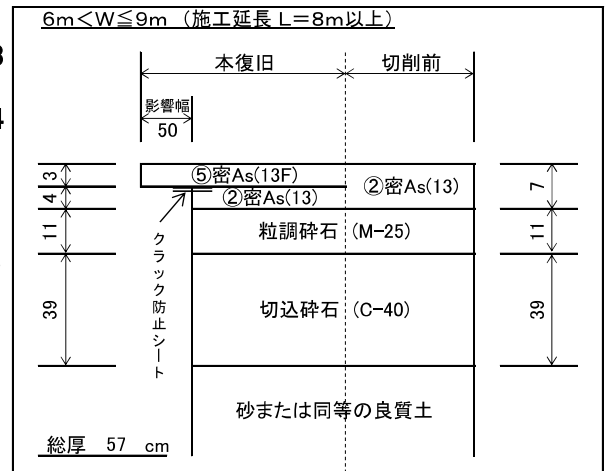 6m<W≦9m (施工延長 L=8m以上)
3
4
本復旧
切削前
影響幅
50
⑤密As(13F)
②密As(13)
②密As(13)
3
4
7
粒調砕石 (M-25)
11
11
クラック防止シート
切込砕石 (C-40)
39
39
砂または同等の良質土
総厚 57 cm